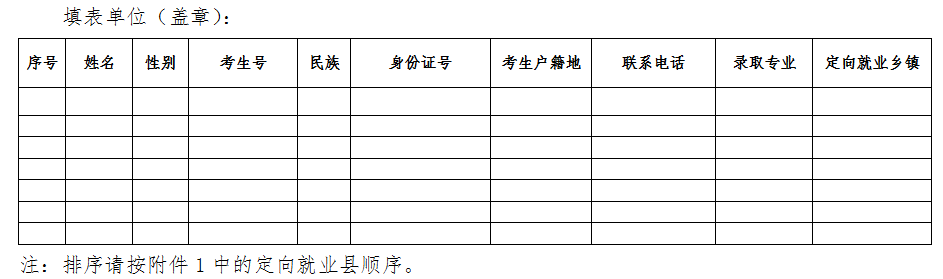 填表单位（盖章）：
序号 姓名 性别 考生号 民族 身份证号 考生户籍地 联系电话 录取专业 定向就业乡镇
注：排序请按附件1中的定向就业县顺序。